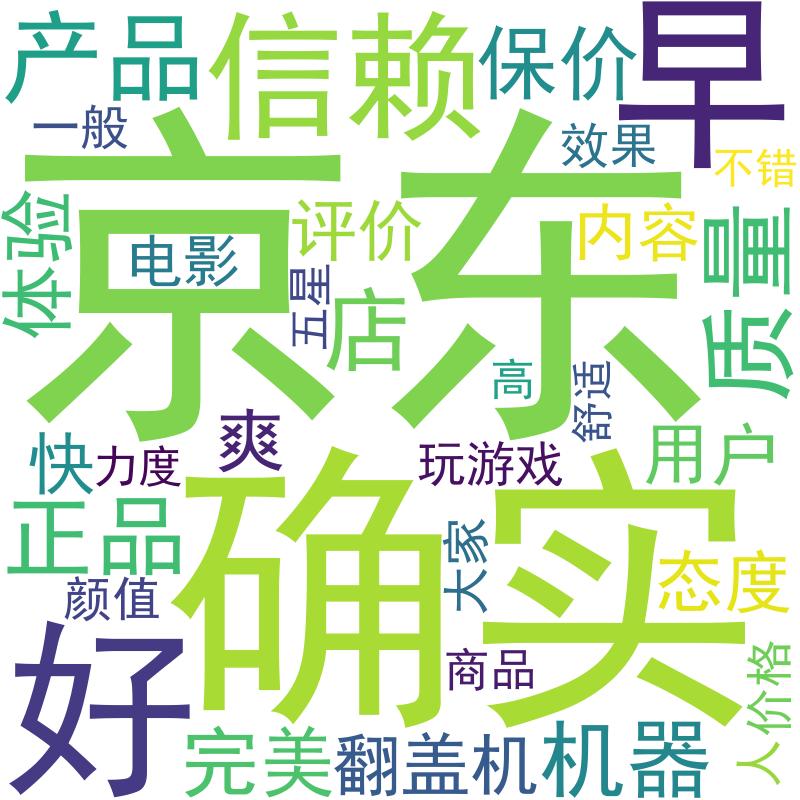 产品
信赖
保价
早
一般
京东
效果
不错
体验
电影
评价
内容
质量
五星
店
高
舒适
爽
快
力度
玩游戏
用户
正品
确实
大家
态度
颜值
好
商品
人价格
完美
翻盖机
机器